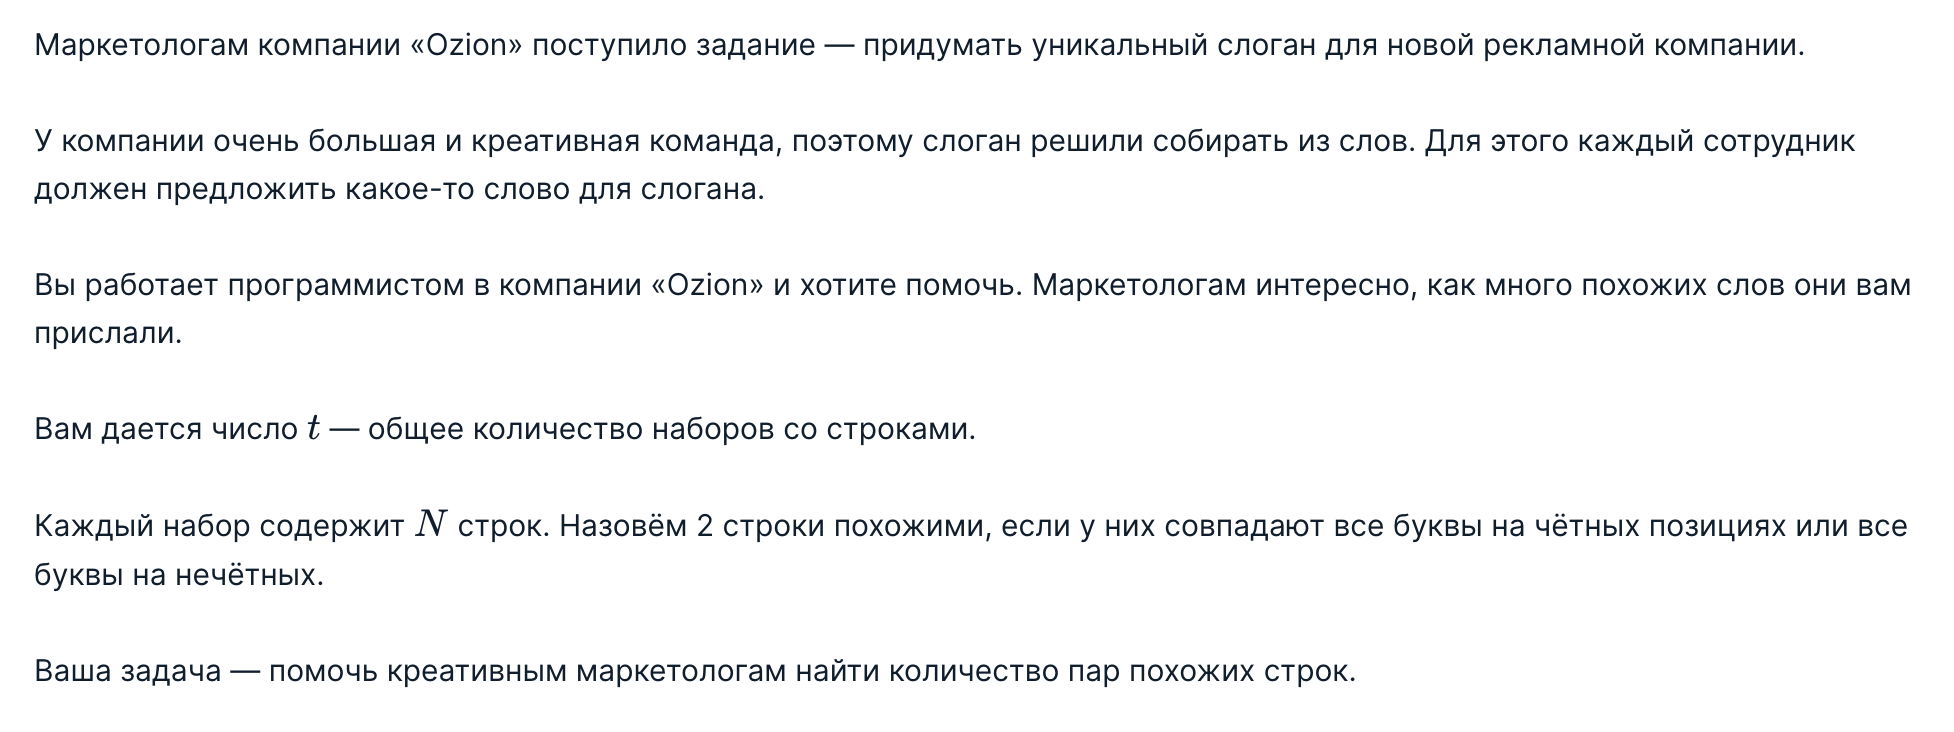 Маркетологам компании «Ozion» поступило задание — придумать уникальный слоган для новой рекламной компании.
У компании очень большая и креативная команда, поэтому слоган решили собирать из слов. Для этого каждый сотрудник
должен предложить какое-то слово для слогана.
Вы работает программистом в компании «Ozion» и хотите помочь. Маркетологам интересно, как много похожих слов они вам
прислали.
Вам дается число t — общее количество наборов со строками.
Каждый набор содержит N строк. Назовём 2 строки похожими, если у них совпадают все буквы на чётных позициях или все
буквы на нечётных.
Ваша задача — помочь креативным маркетологам найти количество пар похожих строк.